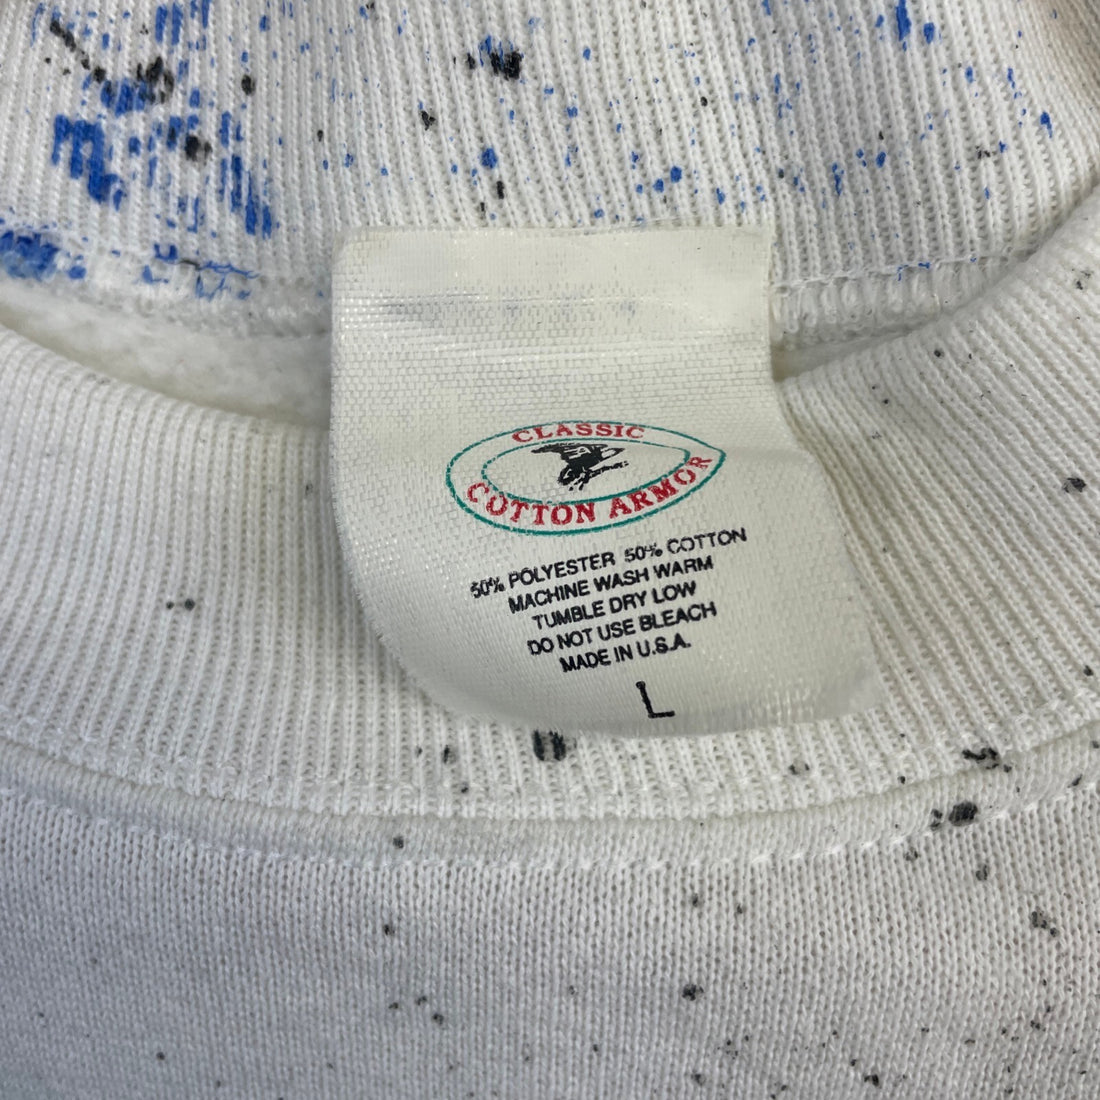 CLASSIC
COTTON ARMOR
50% POLYESTER 50% COTTON
MACHINE WASH WARM
TUMBLE DRY LOW
DO NOT USE BLEACH
MADE IN U.S.A.
L